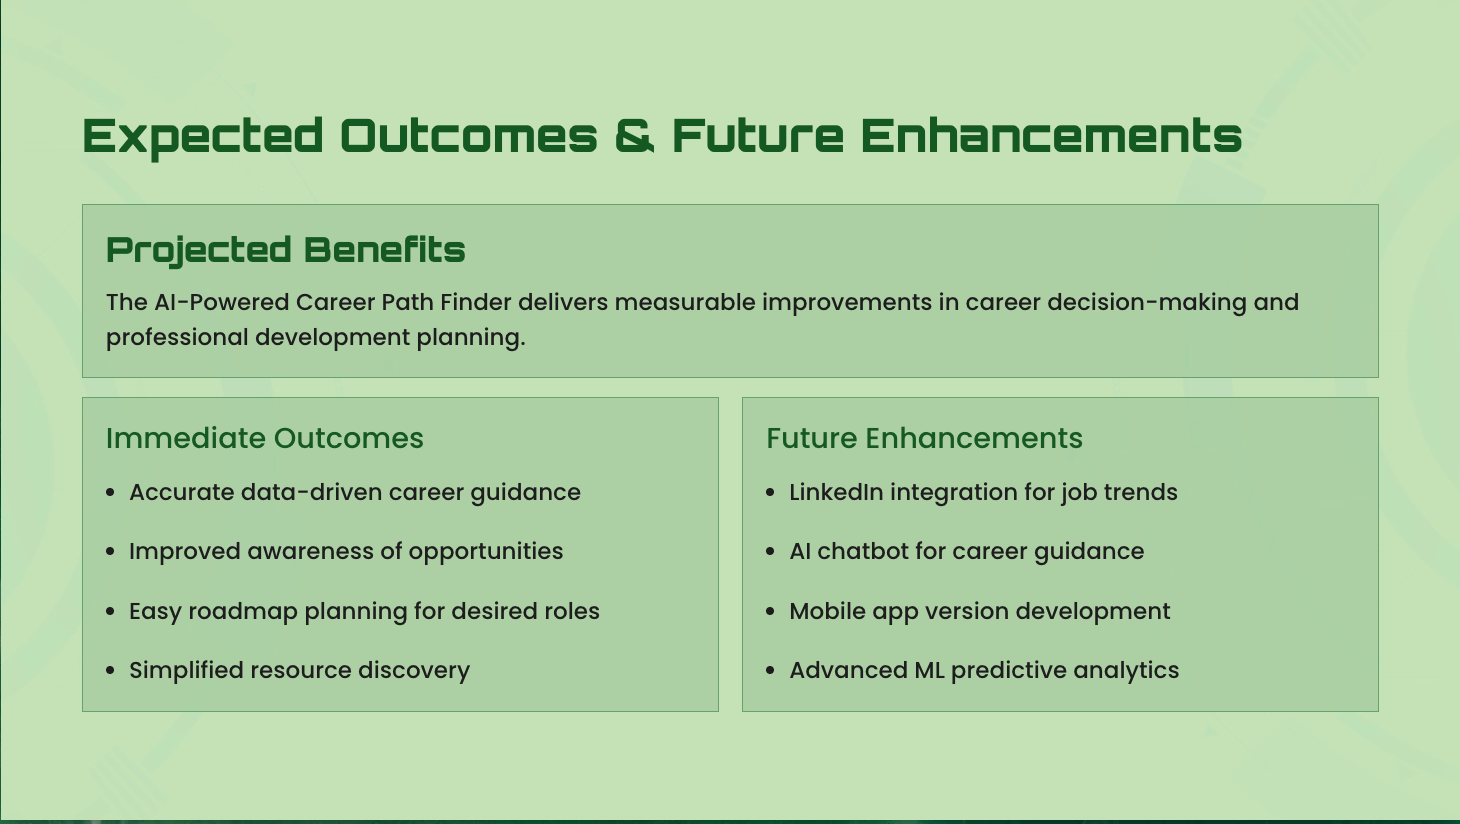 Expected Outcomes & Future Enhancements
Projected Benefits
The AI-Powered Career Path Finder delivers measurable improvements in career decision-making and
professional development planning.
Immediate Outcomes
• Accurate data-driven career guidance
• Improved awareness of opportunities
• Easy roadmap planning for desired roles
• Simplified resource discovery
Future Enhancements
• LinkedIn integration for job trends
• AI chatbot for career guidance
• Mobile app version development
• Advanced ML predictive analytics